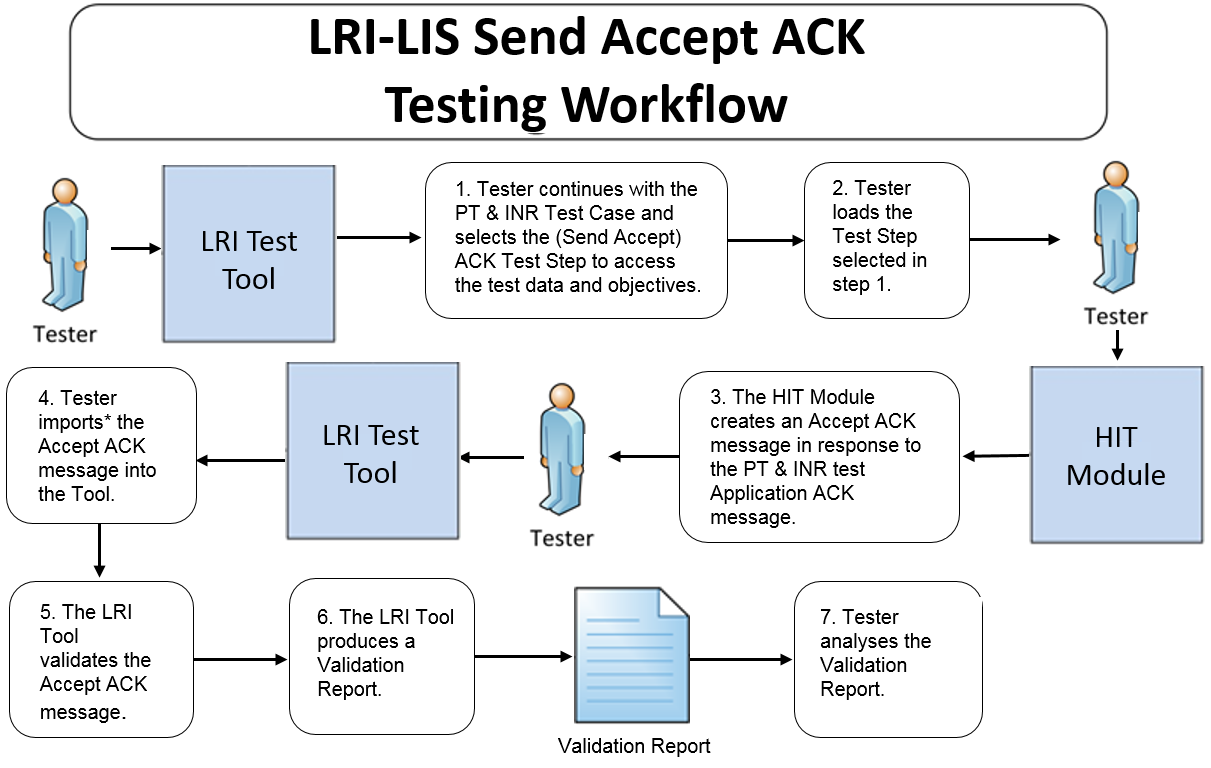 LRI-LIS Send Accept ACK
Testing Workflow
Tester
LRI Test
Tool
1. Tester continues with the
PT & INR Test Case and
selects the (Send Accept)
ACK Test Step to access
the test data and objectives.
2. Tester
loads the
Test Step
selected in
step 1.
Tester
HIT
Module
3. The HIT Module
creates an Accept ACK
message in response to
the PT & INR test
Application ACK
message.
Tester
LRI Test
Tool
4. Tester
imports* the
Accept ACK
message into
the Tool.
5. The LRI
Tool
validates the
Accept ACK
message.
6. The LRI Tool
produces a
Validation
Report.
Validation Report
7. Tester
analyses the
Validation
Report.